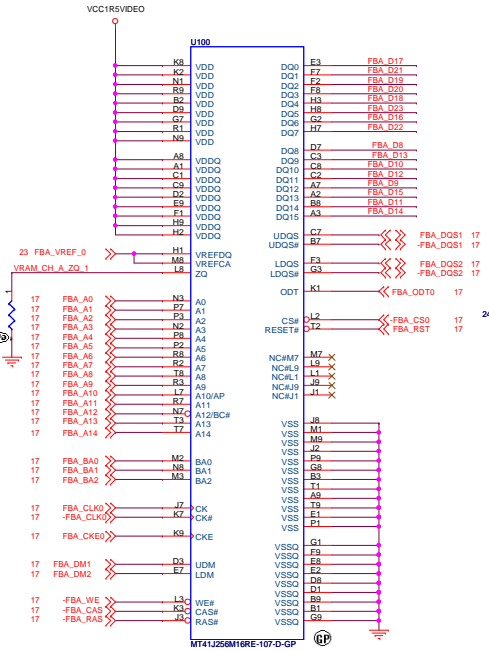 VCC1R5VIDEO
U100
K8 VDD DQ0 E3 FBA_D17
K2 VDD DQ1 F7 FBA_D21
N1 VDD DQ2 F2 FBA_D19
R9 VDD DQ3 F8 FBA_D20
B2 VDD DQ4 H3 FBA_D18
D9 VDD DQ5 H8 FBA_D23
G7 VDD DQ6 G2 FBA_D16
R1 VDD DQ7 H7 FBA_D22
N9 VDD
DQ8 D7 FBA_D8
A8 VDDQ DQ9 C3 FBA_D13
A1 VDDQ DQ10 C8 FBA_D10
C1 VDDQ DQ11 C2 FBA_D12
C9 VDDQ DQ12 A7 FBA_D9
D2 VDDQ DQ13 A2 FBA_D15
E9 VDDQ DQ14 B8 FBA_D11
F1 VDDQ DQ15 A3 FBA_D14
H9 VDDQ
H2 VDDQ UDQS C7 FBA_DQS1 17
UDQS# B7 -FBA_DQS1 17
23 FBA_VREF_0 H1 VREFDQ
M8 VREFCA LDQS F3 FBA_DQS2 17
VRAM_CH_A_ZQ_1 L8 ZQ LDQS# G3 -FBA_DQS2 17
ODT K1 FBA_ODT0 17
17 FBA_A0 N3 A0
17 FBA_A1 P7 A1
17 FBA_A2 P3 A2 CS# L2 -FBA_CS0 17
17 FBA_A3 N2 A3 RESET# T2 FBA_RST 17
17 FBA_A4 P8 A4
17 FBA_A5 P2 A5
17 FBA_A6 R8 A6 NC#M7 M7
17 FBA_A7 R2 A7 NC#L9 L9
17 FBA_A8 T8 A8 NC#L1 L1
17 FBA_A9 R3 A9 NC#J9 J9
17 FBA_A10 L7 A10/AP NC#J1 J1
17 FBA_A11 R7 A11
17 FBA_A12 N7 A12/BC#
17 FBA_A13 T3 A13 VSS J8
17 FBA_A14 T7 A14 VSS M1
VSS M9
VSS J2
17 FBA_BA0 M2 BA0 VSS P9
17 FBA_BA1 N8 BA1 VSS G8
17 FBA_BA2 M3 BA2 VSS B3
VSS T1
VSS A9
17 FBA_CLK0 J7 CK VSS T9
17 -FBA_CLK0 K7 CK# VSS E1
VSS P1
17 FBA_CKE0 K9 CKE
VSSQ G1
VSSQ F9
17 FBA_DM1 D3 UDM VSSQ E8
17 FBA_DM2 E7 LDM VSSQ E2
VSSQ D8
VSSQ D1
17 -FBA_WE L3 WE# VSSQ B9
17 -FBA_CAS K3 CAS# VSSQ B1
17 -FBA_RAS J3 RAS# VSSQ G9
MT41J256M16RE-107-D-GP
GP